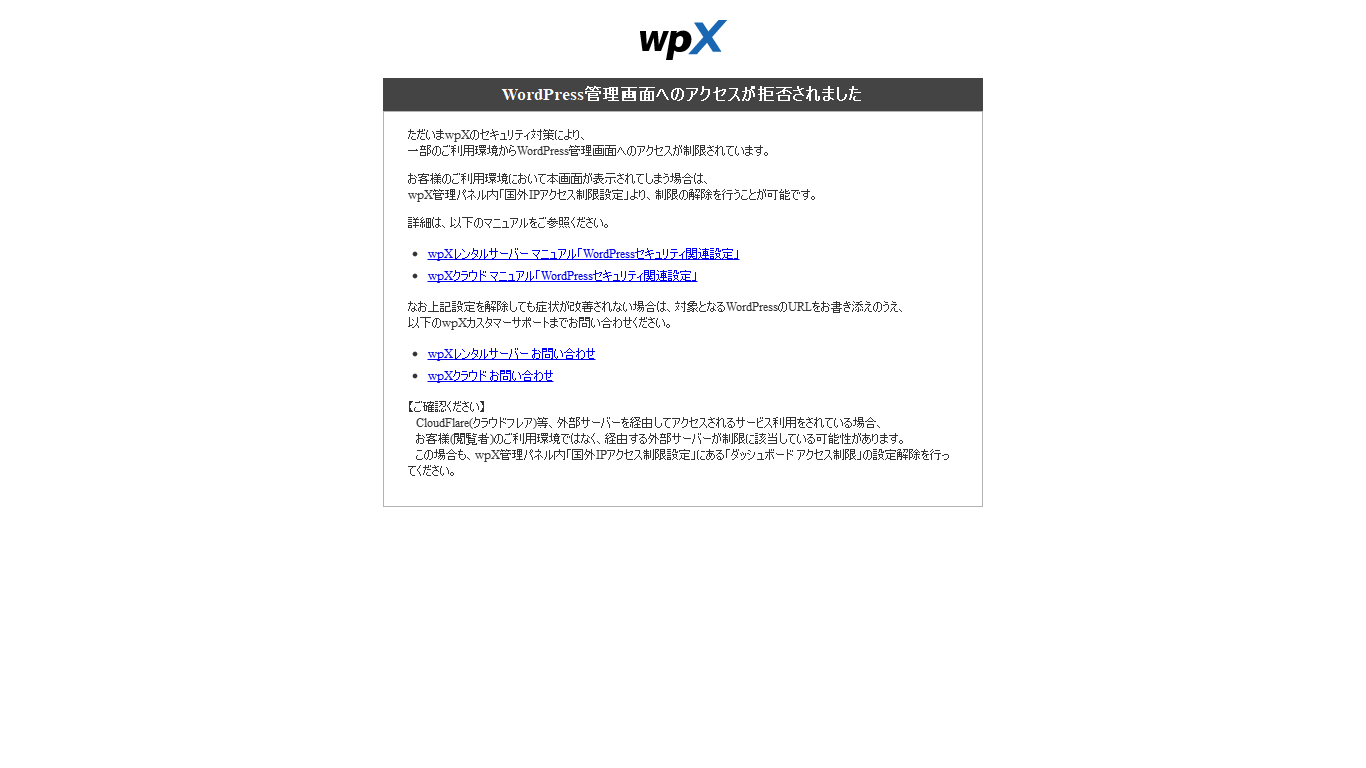 wpX
WordPress管理画面へのアクセスが拒否されました
ただいまwpXのセキュリティ対策により、
一部のご利用環境からWordPress管理画面へのアクセスが制限されています。
お客様のご利用環境において本画面が表示されてしまう場合は、
wpX管理パネル内「国外IPアクセス制限設定」より、制限の解除を行うことが可能です。
詳細は、以下のマニュアルをご参照ください。
wpXレンタルサーバー マニュアル「WordPressセキュリティ関連設定」
wpXクラウド マニュアル「WordPressセキュリティ関連設定」
なお上記設定を解除しても症状が改善されない場合は、対象となるWordPressのURLをお書き添えのうえ、
以下のwpXカスタマーサポートまでお問い合わせください。
wpXレンタルサーバー お問い合わせ
wpXクラウド お問い合わせ
【ご確認ください】
CloudFlare(クラウドフレア)等、外部サーバーを経由してアクセスされるサービス利用をされている場合、
お客様(閲覧者)のご利用環境ではなく、経由する外部サーバーが制限に該当している可能性があります。
この場合も、wpX管理パネル内「国外IPアクセス制限設定」にある「ダッシュボード アクセス制限」の設定解除を行っ
てください。